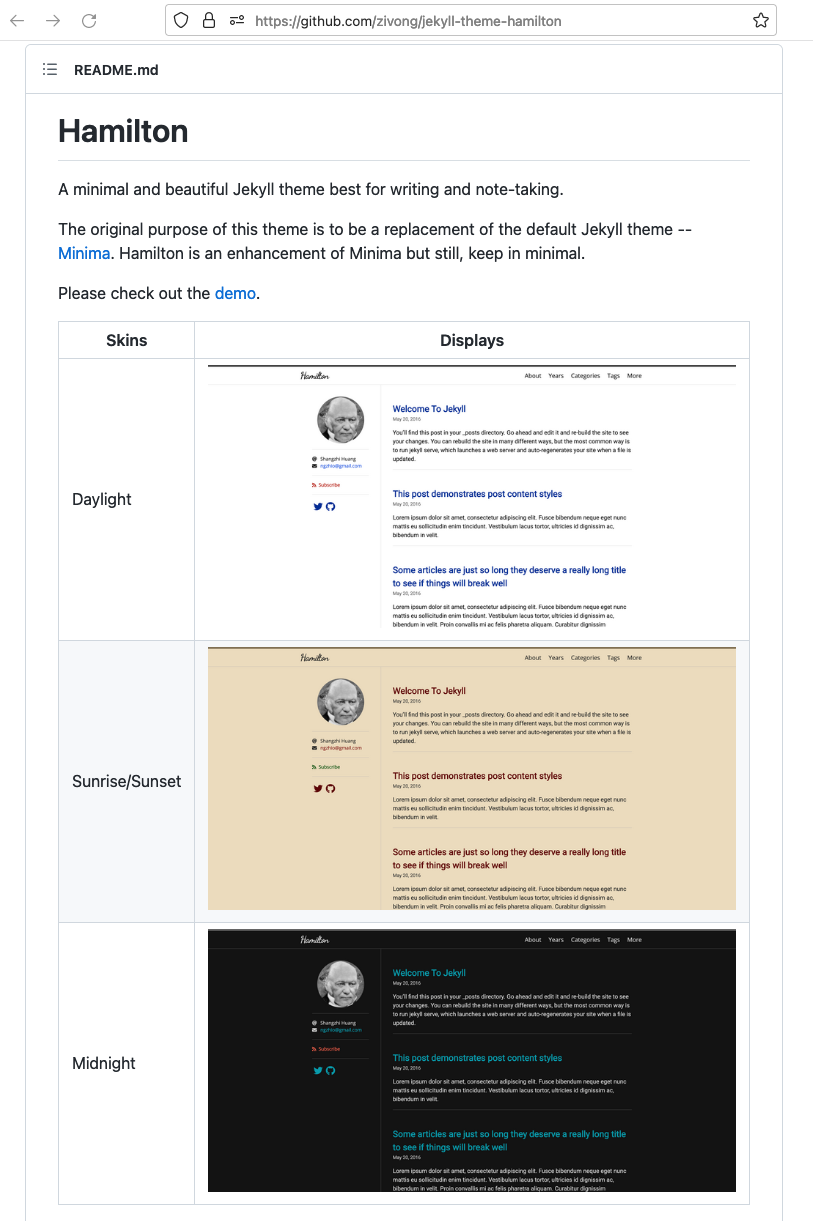 https://github.com/zivong/jekyll-theme-hamilton
README.md
Hamilton
A minimal and beautiful Jekyll theme best for writing and note-taking.
The original purpose of this theme is to be a replacement of the default Jekyll theme --
Minima. Hamilton is an enhancement of Minima but still, keep in minimal.
Please check out the demo.
Skins Displays
Daylight
Hamilton
About Years Categories Tags More
Shangzhi Huang
ngzhio@gmail.com
Subscribe
Welcome To Jekyll
May 20, 2016
You'll find this post in your _posts directory. Go ahead and edit it and re-build the site to see
your changes. You can rebuild the site in many different ways, but the most common way is
to run jekyll serve, which launches a web server and auto-regenerates your site when a file is
updated.
This post demonstrates post content styles
May 20, 2016
Lorem ipsum dolor sit amet, consectetur adipiscing elit. Fusce bibendum neque eget nunc
mattis eu sollicitudin enim tincidunt. Vestibulum lacus tortor, ultricies id dignissim ac,
bibendum in velit.
Some articles are just so long they deserve a really long title
to see if things will break well
May 20, 2016
Lorem ipsum dolor sit amet, consectetur adipiscing elit. Fusce bibendum neque eget nunc
mattis eu sollicitudin enim tincidunt. Vestibulum lacus tortor, ultricies id dignissim ac,
bibendum in velit. Proin convallis mi ac felis pharetra aliquam. Curabitur dignissim
Sunrise/Sunset
Hamilton
About Years Categories Tags More
Shangzhi Huang
ngzhio@gmail.com
Subscribe
Welcome To Jekyll
May 20, 2016
You'll find this post in your _posts directory. Go ahead and edit it and re-build the site to see
your changes. You can rebuild the site in many different ways, but the most common way is
to run jekyll serve, which launches a web server and auto-regenerates your site when a file is
updated.
This post demonstrates post content styles
May 20, 2016
Lorem ipsum dolor sit amet, consectetur adipiscing elit. Fusce bibendum neque eget nunc
mattis eu sollicitudin enim tincidunt. Vestibulum lacus tortor, ultricies id dignissim ac,
bibendum in velit.
Some articles are just so long they deserve a really long title
to see if things will break well
May 20, 2016
Lorem ipsum dolor sit amet, consectetur adipiscing elit. Fusce bibendum neque eget nunc
mattis eu sollicitudin enim tincidunt. Vestibulum lacus tortor, ultricies id dignissim ac,
bibendum in velit. Proin convallis mi ac felis pharetra aliquam. Curabitur dignissim
Midnight
Hamilton
About Years Categories Tags More
Shangzhi Huang
ngzhio@gmail.com
Subscribe
Welcome To Jekyll
May 20, 2016
You'll find this post in your _posts directory. Go ahead and edit it and re-build the site to see
your changes. You can rebuild the site in many different ways, but the most common way is
to run jekyll serve, which launches a web server and auto-regenerates your site when a file is
updated.
This post demonstrates post content styles
May 20, 2016
Lorem ipsum dolor sit amet, consectetur adipiscing elit. Fusce bibendum neque eget nunc
mattis eu sollicitudin enim tincidunt. Vestibulum lacus tortor, ultricies id dignissim ac,
bibendum in velit.
Some articles are just so long they deserve a really long title
to see if things will break well
May 20, 2016
Lorem ipsum dolor sit amet, consectetur adipiscing elit. Fusce bibendum neque eget nunc
mattis eu sollicitudin enim tincidunt. Vestibulum lacus tortor, ultricies id dignissim ac,
bibendum in velit. Proin convallis mi ac felis pharetra aliquam. Curabitur dignissim